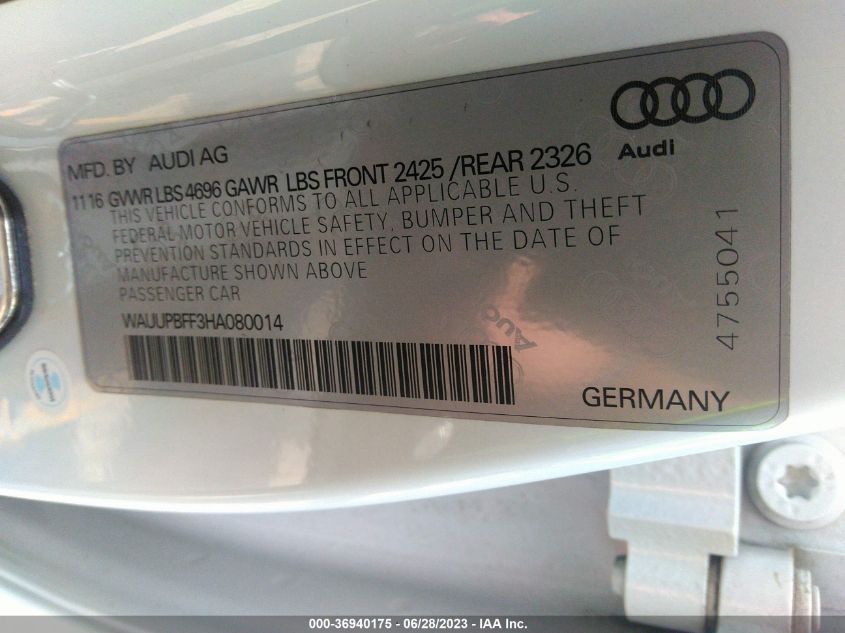 Audi
MFD. BY AUDI AG
11 16 GVWR LBS 4696 GAWR LBS FRONT 2425 /REAR 2326
THIS VEHICLE CONFORMS TO ALL APPLICABLE U.S.
FEDERAL MOTOR VEHICLE SAFETY, BUMPER AND THEFT
PREVENTION STANDARDS IN EFFECT ON THE DATE OF
MANUFACTURE SHOWN ABOVE
PASSENGER CAR
WAUUPBFF3HA080014
4755041
GERMANY
000-36940175 - 06/28/2023 - IAA Inc.